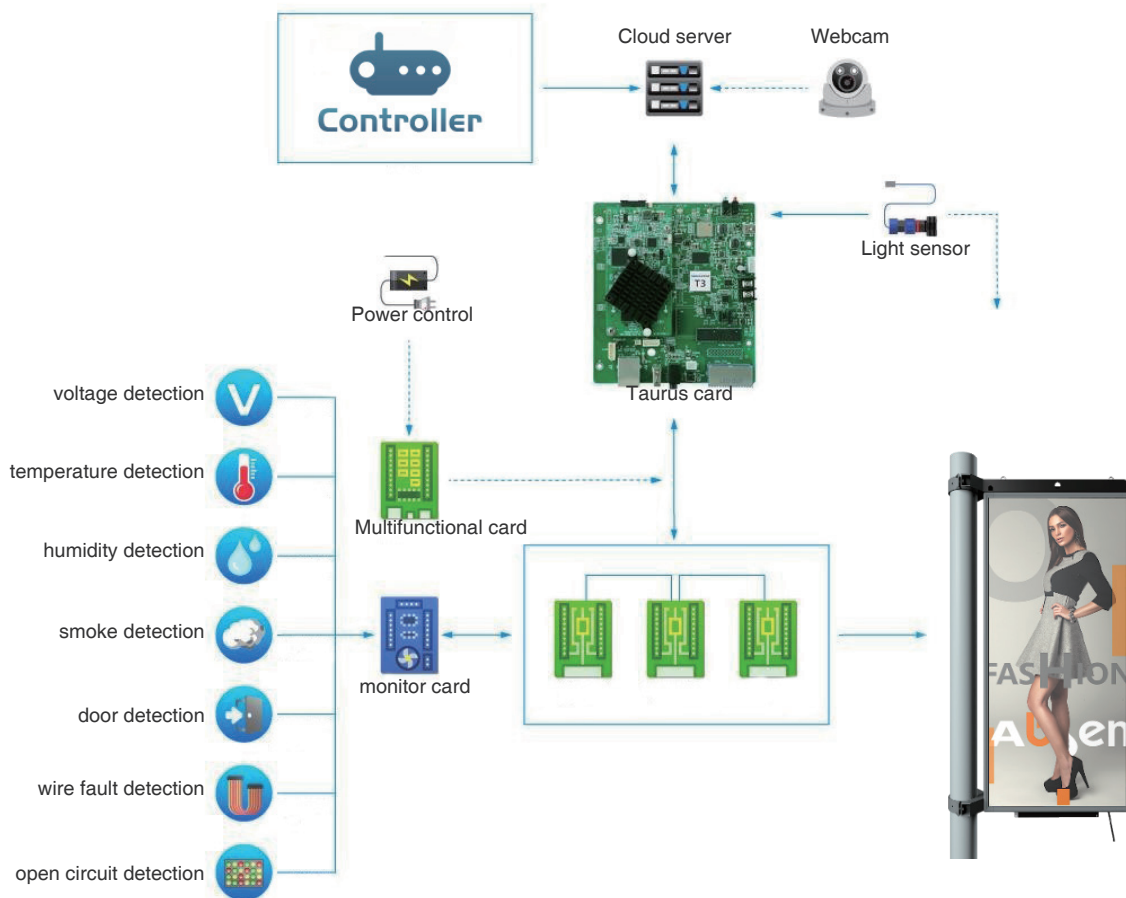 Cloud server
Webcam
Controller
Light sensor
T3
Power control
Taurus card
voltage detection
V
temperature detection
Multifunctional card
humidity detection
smoke detection
monitor card
FASHION
door detection
wire fault detection
open circuit detection